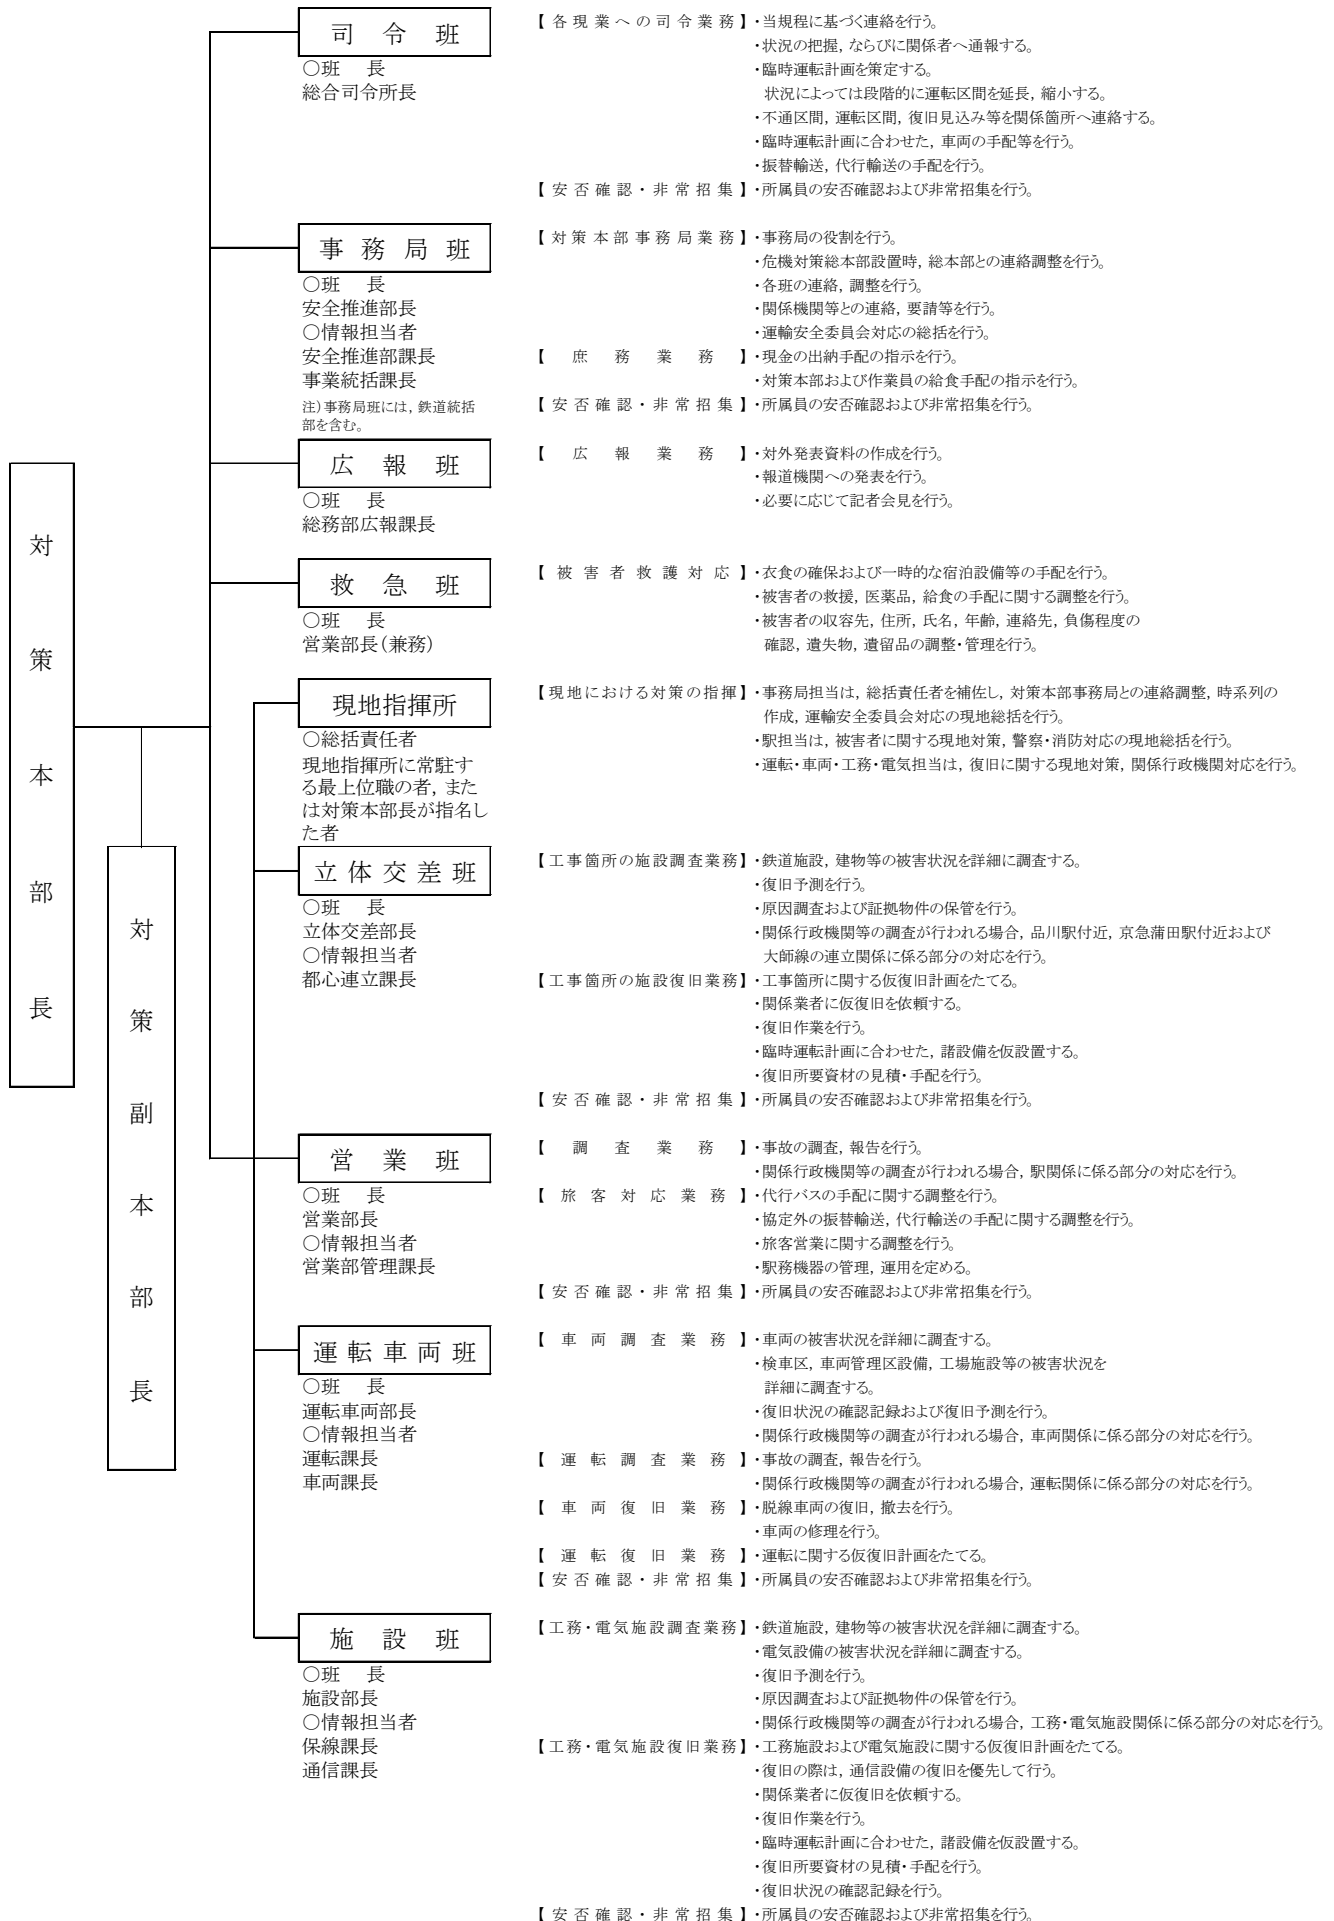 対策本部長
対策副本部長
司令班
○班　長
総合司令所長
【各現業への司令業務】・当規程に基づく連絡を行う。
・状況の把握，ならびに関係者へ通報する。
・臨時運転計画を策定する。
状況によっては段階的に運転区間を延長，縮小する。
・不通区間，運転区間，復旧見込み等を関係箇所へ連絡する。
・臨時運転計画に合わせた，車両の手配等を行う。
・振替輸送，代行輸送の手配を行う。
【安否確認・非常招集】・所属員の安否確認および非常招集を行う。
事務局班
○班　長
安全推進部長
○情報担当者
安全推進部課長
事業統括課長
注）事務局班には，鉄道統括
部を含む。
【対策本部事務局業務】・事務局の役割を行う。
・危機対策総本部設置時，総本部との連絡調整を行う。
・各班の連絡，調整を行う。
・関係機関等との連絡，要請等を行う。
・運輸安全委員会対応の総括を行う。
【庶務業務】・現金の出納手配の指示を行う。
・対策本部および作業員の給食手配の指示を行う。
【安否確認・非常招集】・所属員の安否確認および非常招集を行う。
広報班
○班　長
総務部広報課長
【広報業務】・対外発表資料の作成を行う。
・報道機関への発表を行う。
・必要に応じて記者会見を行う。
救急班
○班　長
営業部長（兼務）
【被害者救護対応】・衣食の確保および一時的な宿泊設備等の手配を行う。
・被害者の救援，医薬品，給食の手配に関する調整を行う。
・被害者の収容先，住所，氏名，年齢，連絡先，負傷程度の
確認，遺失物，遺留品の調整・管理を行う。
現地指揮所
○総括責任者
現地指揮所に常駐す
る最上位職の者，また
は対策本部長が指名し
た者
【現地における対策の指揮】・事務局担当は，総括責任者を補佐し，対策本部事務局との連絡調整，時系列の
作成，運輸安全委員会対応の現地総括を行う。
・駅担当は，被害者に関する現地対策，警察・消防対応の現地総括を行う。
・運転・車両・工務・電気担当は，復旧に関する現地対策，関係行政機関対応を行う。
立体交差班
○班　長
立体交差部長
○情報担当者
都心連立課長
【工事箇所の施設調査業務】・鉄道施設，建物等の被害状況を詳細に調査する。
・復旧予測を行う。
・原因調査および証拠物件の保管を行う。
・関係行政機関等の調査が行われる場合，品川駅付近，京急蒲田駅付近および
大師線の連立関係に係る部分の対応を行う。
【工事箇所の施設復旧業務】・工事箇所に関する仮復旧計画をたてる。
・関係業者に仮復旧を依頼する。
・復旧作業を行う。
・臨時運転計画に合わせた，諸設備を仮設置する。
・復旧所要資材の見積・手配を行う。
【安否確認・非常招集】・所属員の安否確認および非常招集を行う。
営業班
○班　長
営業部長
○情報担当者
営業部管理課長
【調査業務】・事故の調査，報告を行う。
・関係行政機関等の調査が行われる場合，駅関係に係る部分の対応を行う。
【旅客対応業務】・代行バスの手配に関する調整を行う。
・協定外の振替輸送，代行輸送の手配に関する調整を行う。
・旅客営業に関する調整を行う。
・駅務機器の管理，運用を定める。
【安否確認・非常招集】・所属員の安否確認および非常招集を行う。
運転車両班
○班　長
運転車両部長
○情報担当者
運転課長
車両課長
【車両調査業務】・車両の被害状況を詳細に調査する。
・検車区，車両管理区設備，工場施設等の被害状況を
詳細に調査する。
・復旧状況の確認記録および復旧予測を行う。
・関係行政機関等の調査が行われる場合，車両関係に係る部分の対応を行う。
【運転調査業務】・事故の調査，報告を行う。
・関係行政機関等の調査が行われる場合，運転関係に係る部分の対応を行う。
【車両復旧業務】・脱線車両の復旧，撤去を行う。
・車両の修理を行う。
【運転復旧業務】・運転に関する仮復旧計画をたてる。
【安否確認・非常招集】・所属員の安否確認および非常招集を行う。
施設班
○班　長
施設部長
○情報担当者
保線課長
通信課長
【工務・電気施設調査業務】・鉄道施設，建物等の被害状況を詳細に調査する。
・電気設備の被害状況を詳細に調査する。
・復旧予測を行う。
・原因調査および証拠物件の保管を行う。
・関係行政機関等の調査が行われる場合，工務・電気施設関係に係る部分の対応を行う。
【工務・電気施設復旧業務】・工務施設および電気施設に関する仮復旧計画をたてる。
・復旧の際は，通信設備の復旧を優先して行う。
・関係業者に仮復旧を依頼する。
・復旧作業を行う。
・臨時運転計画に合わせた，諸設備を仮設置する。
・復旧所要資材の見積・手配を行う。
・復旧状況の確認記録を行う。
【安否確認・非常招集】・所属員の安否確認および非常招集を行う。